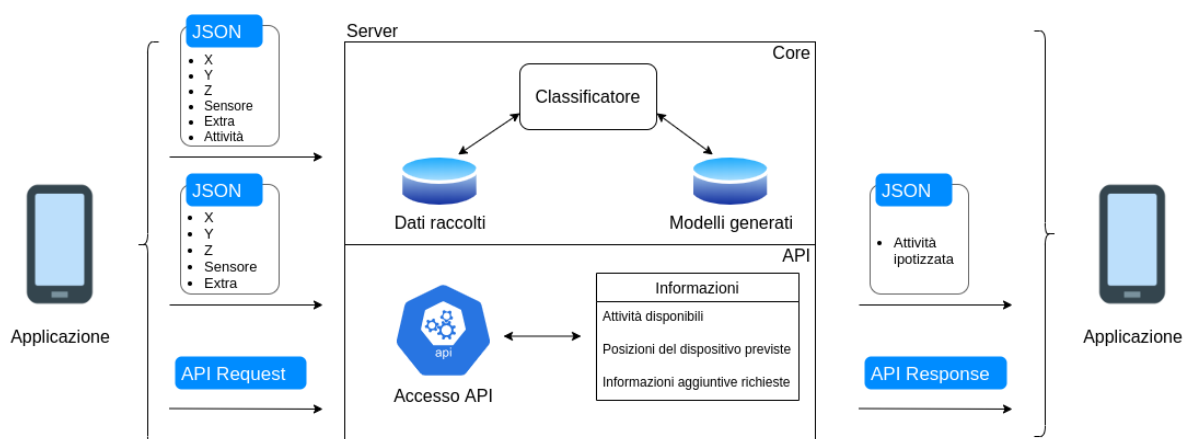 JSON
X
Y
Z
Sensore
Extra
Attività
JSON
X
Y
Z
Sensore
Extra
Applicazione
API Request
Server
Core
Classificatore
Dati raccolti
Modelli generati
API
api
Accesso API
Informazioni
Attività disponibili
Posizioni del dispositivo previste
Informazioni aggiuntive richieste
JSON
Attività
ipotizzata
API Response
Applicazione